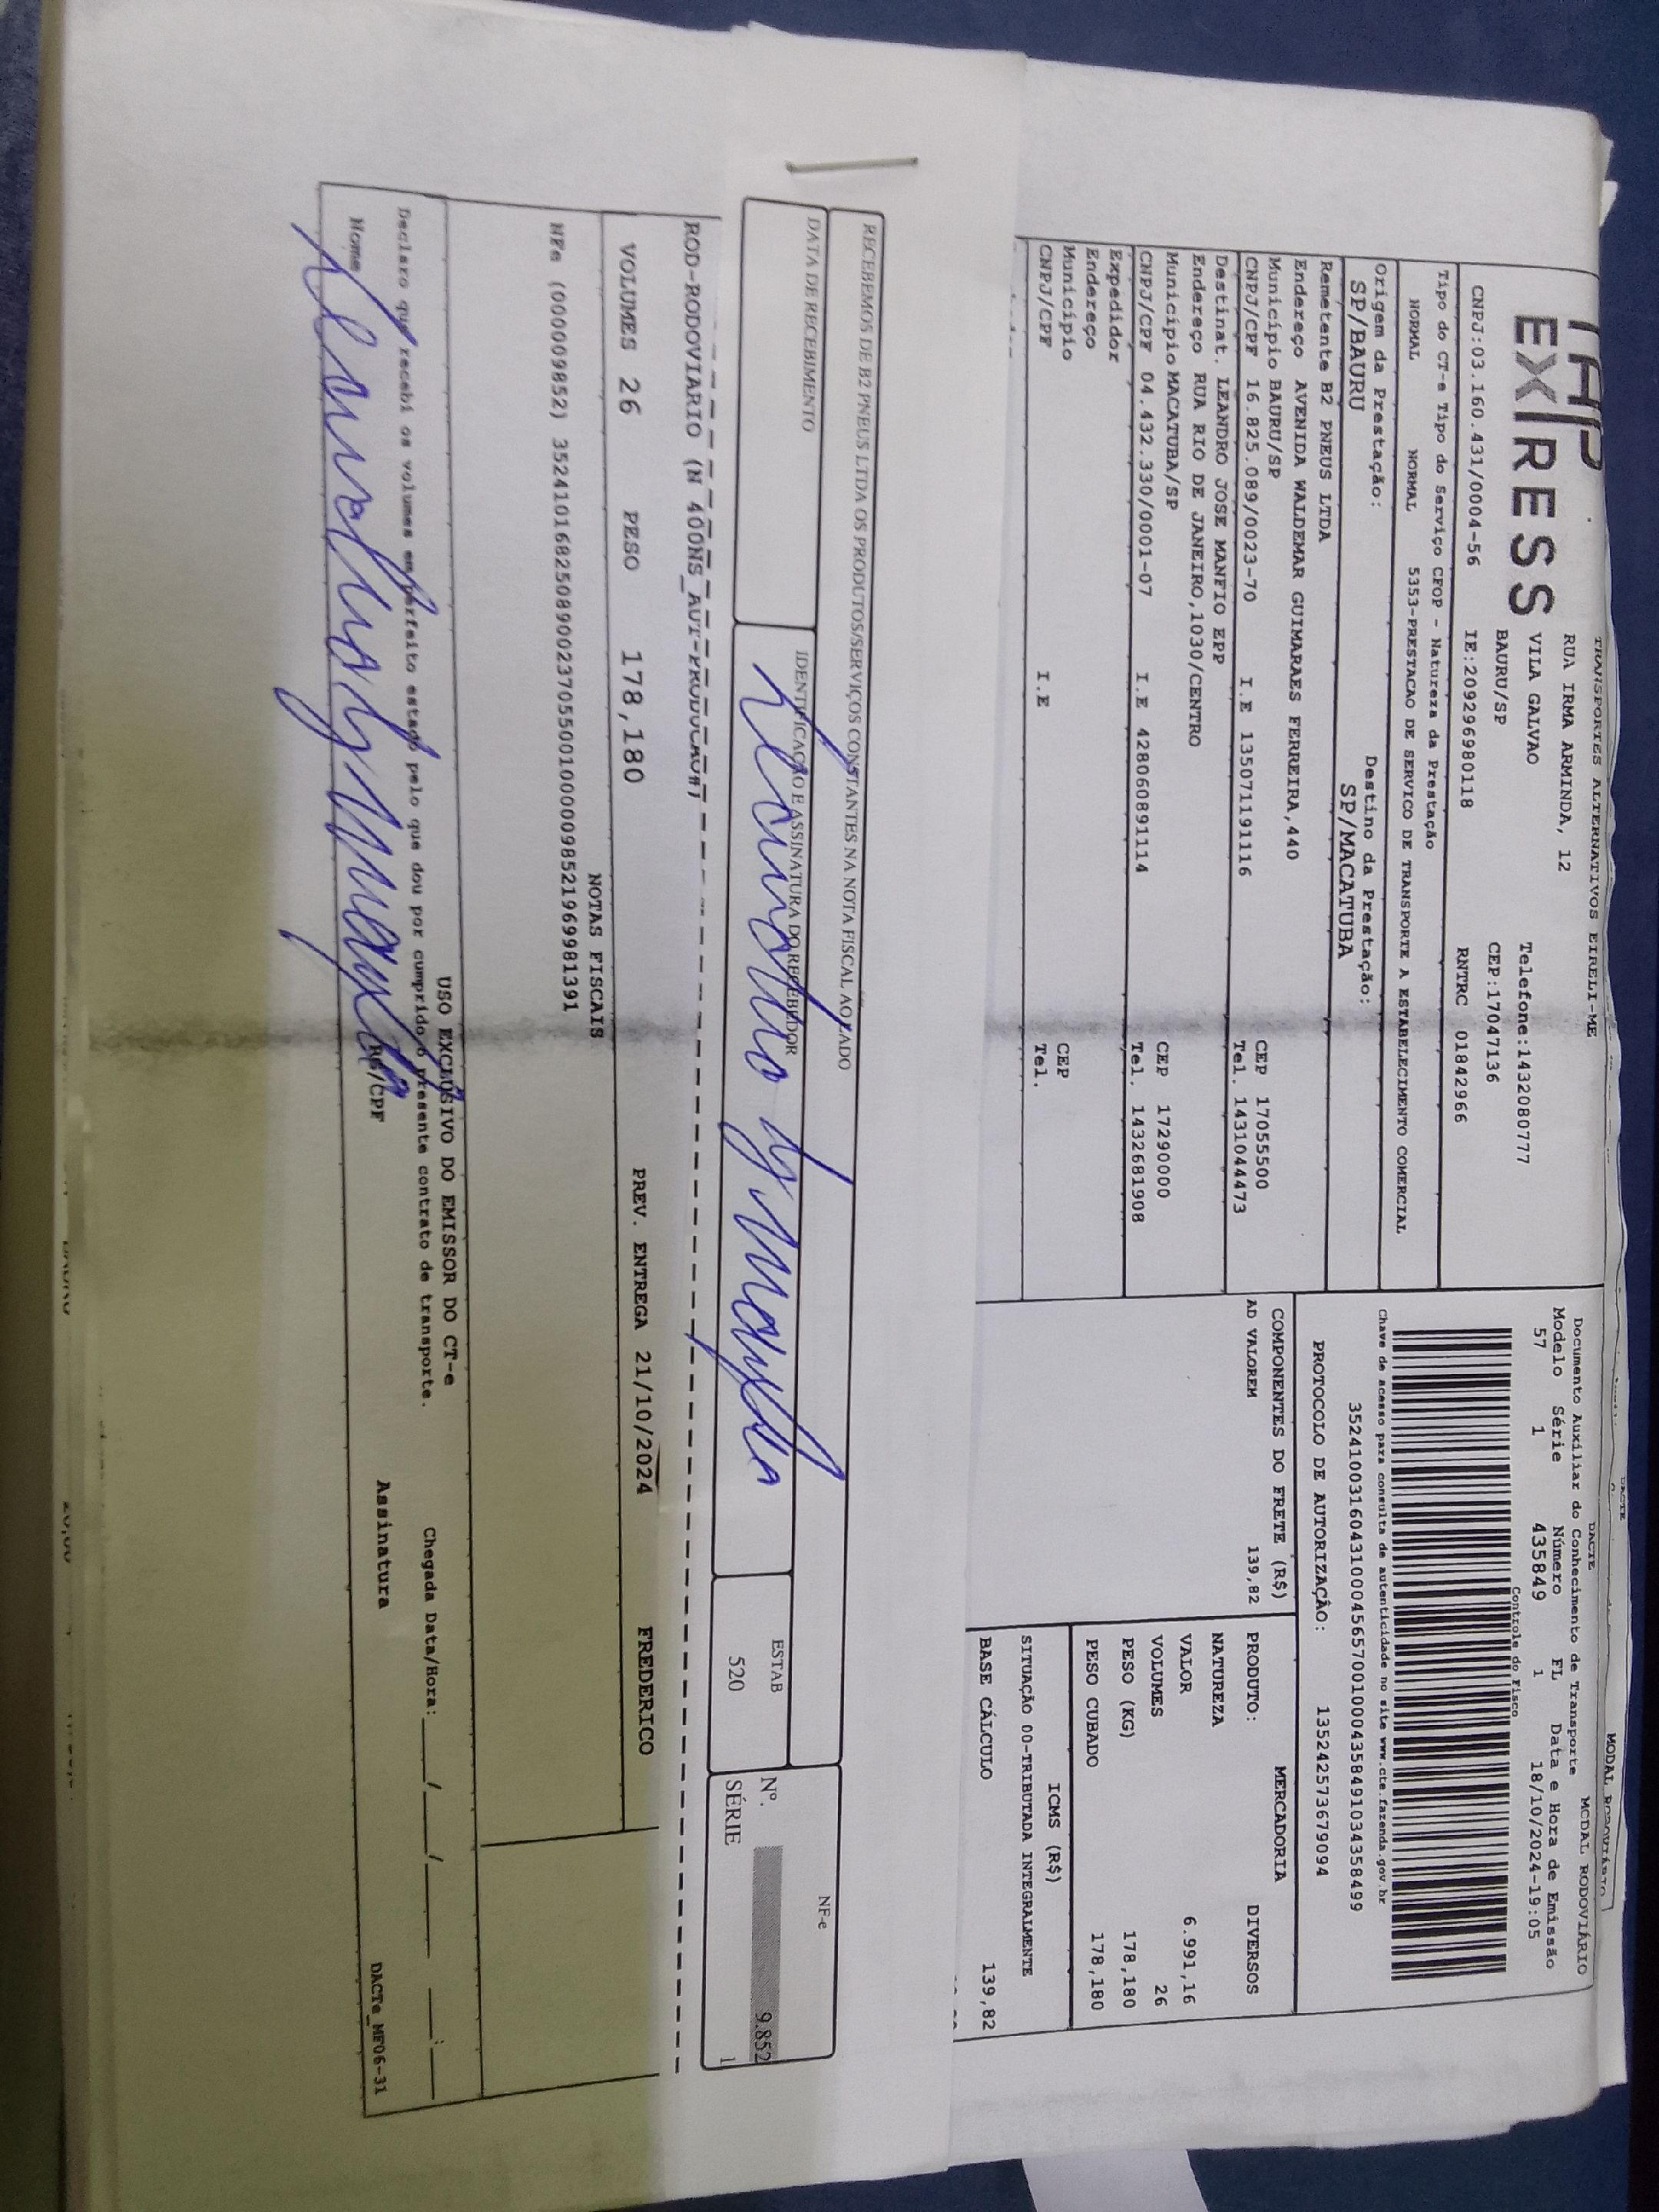 TRANSPORTES ALTERNATIVOS EIRELI-ME
TAP
EXPRESS
RUA IRMA ARMINDA, 12
VILA GALVAO Telefone:1432080777
BAURU/SP CEP:17047136
CNPJ:03.160.431/0004-56 IE:209296980118 RNTRC 01842966
Tipo do CT-e Tipo do Serviço CFOP - Natureza da Prestação
NORMAL NORMAL 5353-PRESTACAO DE SERVICO DE TRANSPORTE A ESTABELECIMENTO COMERCIAL
Origem da Prestação: Destino da Prestação:
SP/BAURU SP/MACATUBA
Remetente B2 PNEUS LTDA
Endereço AVENIDA WALDEMAR GUIMARAES FERREIRA,440
Município BAURU/SP CEP 17055500
CNPJ/CPF 16.825.089/0023-70 I.E 135071191116 Tel. 1431044473
Destinat. LEANDRO JOSE MANFIO EPP
Endereço RUA RIO DE JANEIRO,1030/CENTRO
Município MACATUBA/SP CEP 17290000
CNPJ/CPF 04.432.330/0001-07 I.E 428060891114 Tel. 1432681908
Expedidor
Endereço
Município CEP
CNPJ/CPF I.E Tel.
MODAL RODOVIÁRIO
DACTE
DACTE MODAL RODOVIÁRIO
Documento Auxiliar do Conhecimento de Transporte
Modelo Série Número FL Data e Hora de Emissão
57 1 435849 1 18/10/2024-19:05
Controle do Fisco
Chave de acesso para consulta de autenticidade no site www.cte.fazenda.gov.br
35241003160431000456570010004358491034358499
PROTOCOLO DE AUTORIZAÇÃO: 135242573679094
COMPONENTES DO FRETE (R$)
AD VALOREM 139,82
MERCADORIA
PRODUTO: DIVERSOS
NATUREZA
VALOR 6.991,16
VOLUMES 26
PESO (KG) 178,180
PESO CUBADO 178,180
ICMS (R$)
SITUAÇÃO 00-TRIBUTADA INTEGRALMENTE
BASE CÁLCULO 139,82
RECEBEMOS DE B2 PNEUS LTDA OS PRODUTOS/SERVIÇOS CONSTANTES NA NOTA FISCAL AO LADO
DATA DE RECEBIMENTO
IDENTIFICAÇÃO E ASSINATURA DO RECEBEDOR
ESTAB
520
NF-e
Nº. 9.852
SÉRIE 1
ROD-RODOVIARIO (N 400NS_AUT-PRODUCAO#)
VOLUMES 26 PESO 178,180 PREV. ENTREGA 21/10/2024 FREDERICO
NOTAS FISCAIS
NFe (000009852) 35241016825089002370550010000098521969981391
USO EXCLUSIVO DO EMISSOR DO CT-e
Declaro que recebi os volumes em perfeito estado pelo que dou por cumprido o presente contrato de transporte. Chegada Data/Hora:____/____/______ ____:____
Nome RG/CPF Assinatura
DACTe_MF06-31